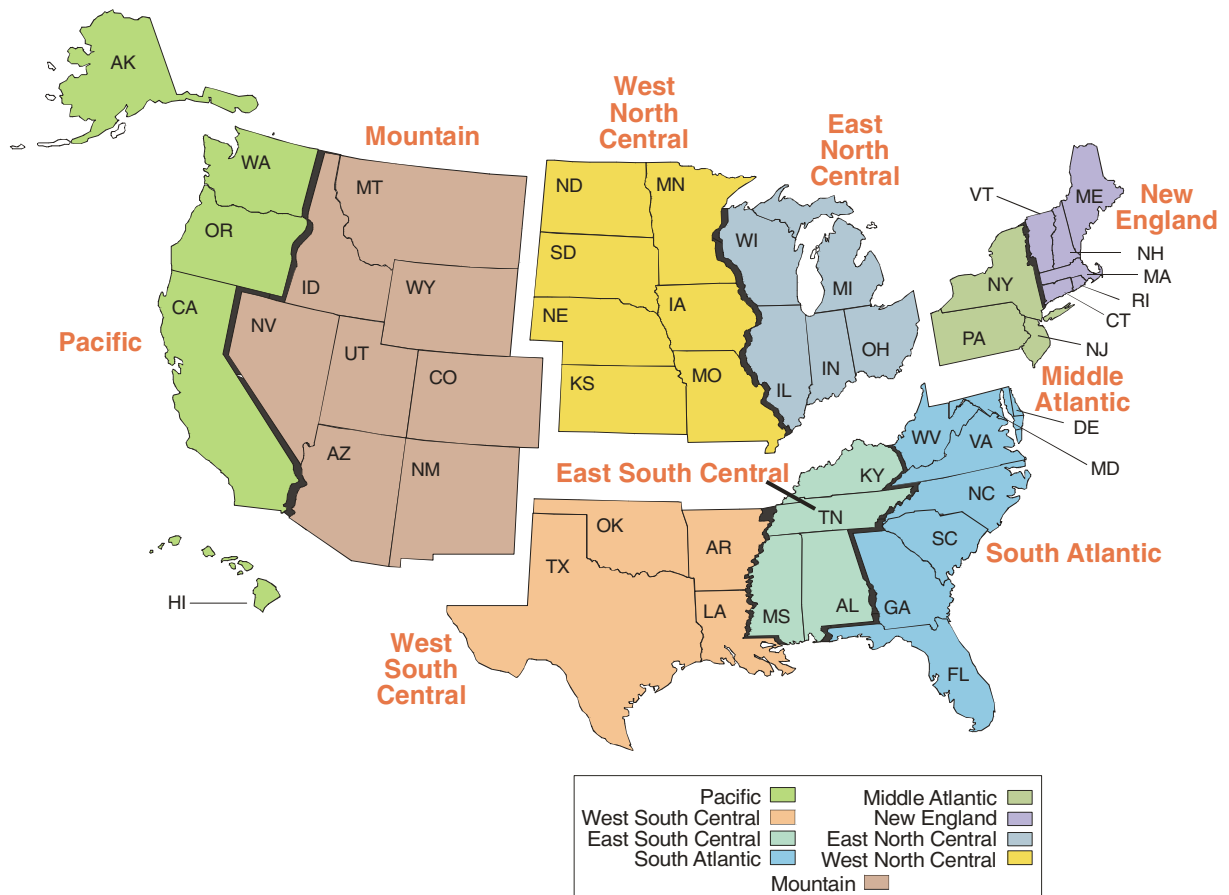 AK
West
North
Central
East
North
Central
Mountain
WA
MT
ND
MN
VT
ME
New
England
OR
WI
NH
SD
MA
ID
WY
MI
NY
RI
CA
IA
NV
NE
CT
Pacific
UT
OH
PA
NJ
CO
KS
MO
IL
IN
Middle
Atlantic
DE
WV
VA
AZ
NM
East South Central
KY
MD
NC
OK
TN
AR
SC
South Atlantic
TX
HI
LA
MS
AL
GA
West
South
Central
FL
Pacific
Middle Atlantic
West South Central
New England
East South Central
East North Central
South Atlantic
West North Central
Mountain